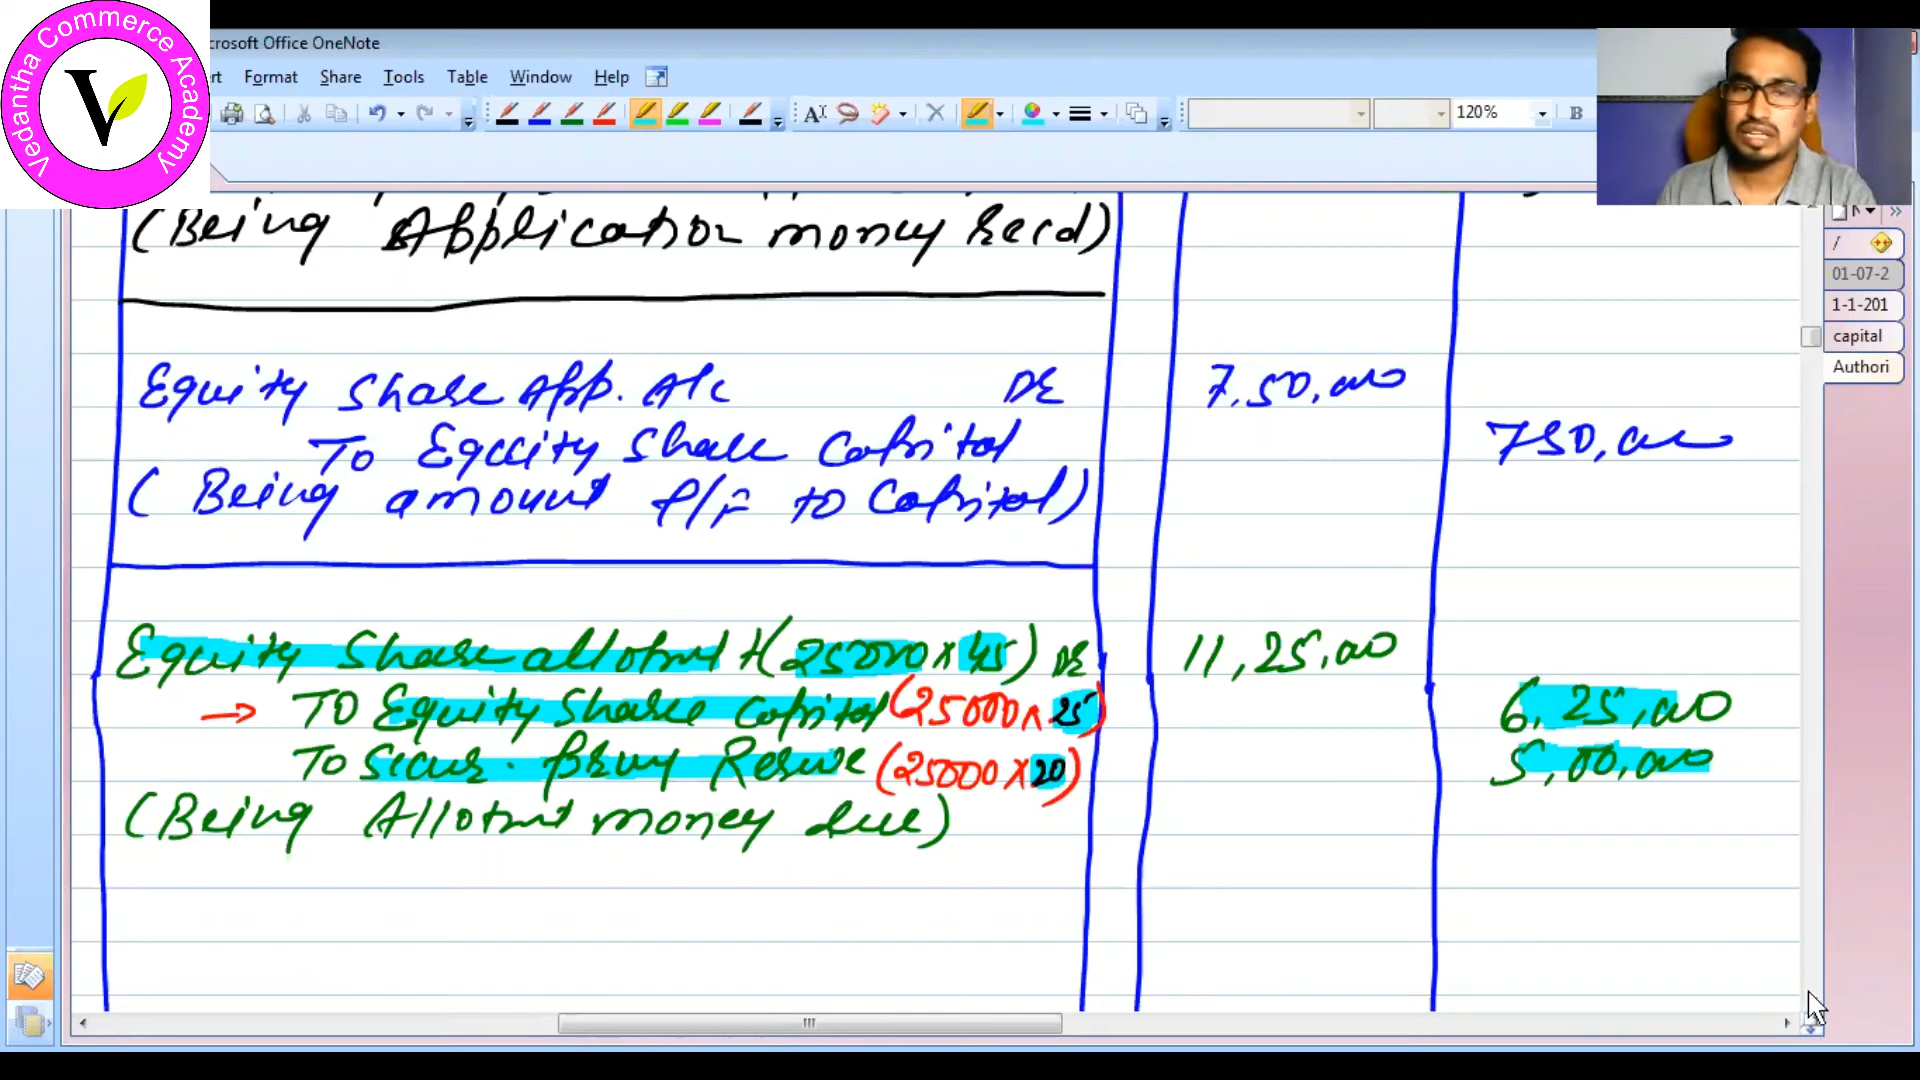 Vedantha Commerce Academy
V
crosoft Office OneNote
rt Format Share Tools Table Window Help
120% B
(Being Application money Recd)
Equity Share App. A/c Dr 7,50,000
To Equity Share Capital 750,000
(Being amount T/F to Capital)
Equity Share allotmt (25000 x 45) Dr 11,25,000
→ To Equity Share Capital (25000 x 25) 6,25,000
To Secur. Prem Reserve (25000 x 20) 5,00,000
(Being Allotmt money due)
01-07-2
1-1-201
capital
Authori